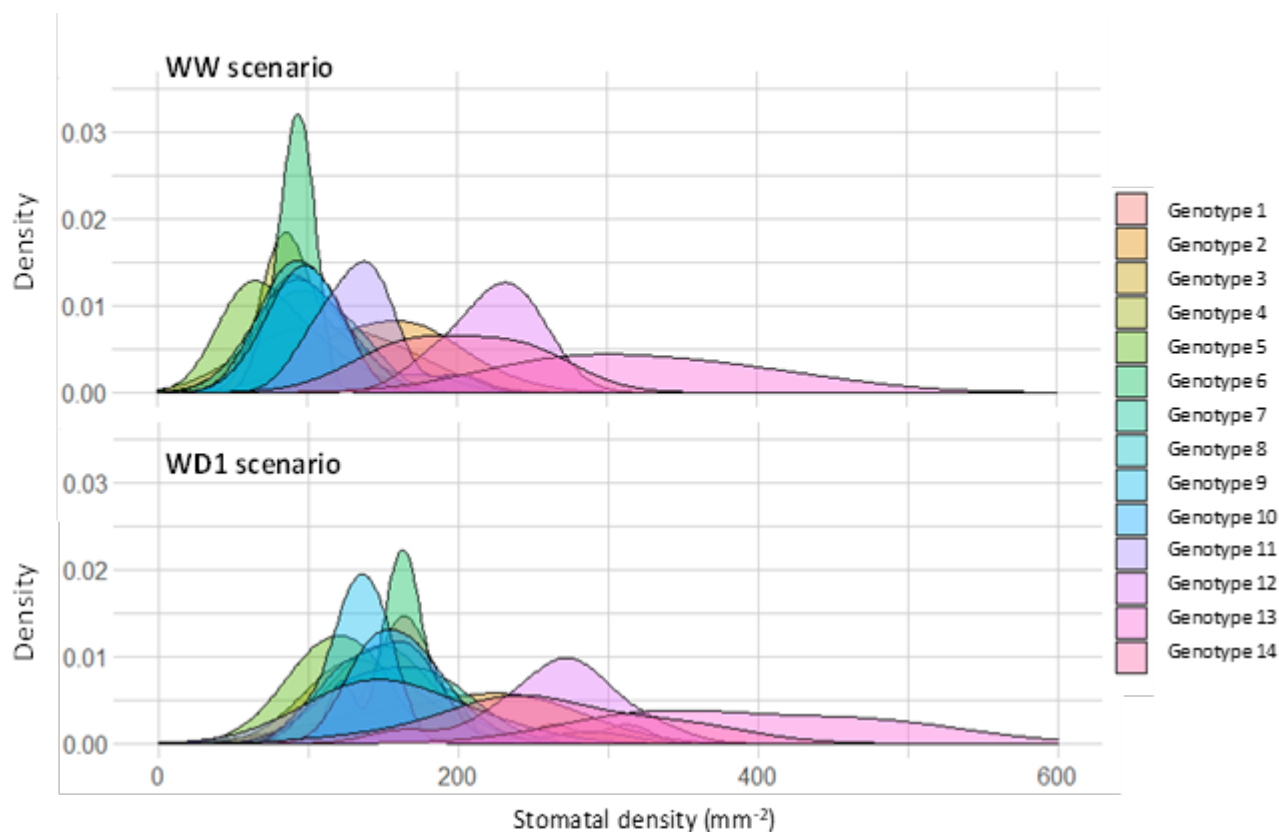 WW scenario
0.03
0.02
0.01
0.00
Density
WD1 scenario
0.03
0.02
0.01
0.00
Density
0 200 400 600
Stomatal density (mm⁻²)
Genotype 1
Genotype 2
Genotype 3
Genotype 4
Genotype 5
Genotype 6
Genotype 7
Genotype 8
Genotype 9
Genotype 10
Genotype 11
Genotype 12
Genotype 13
Genotype 14